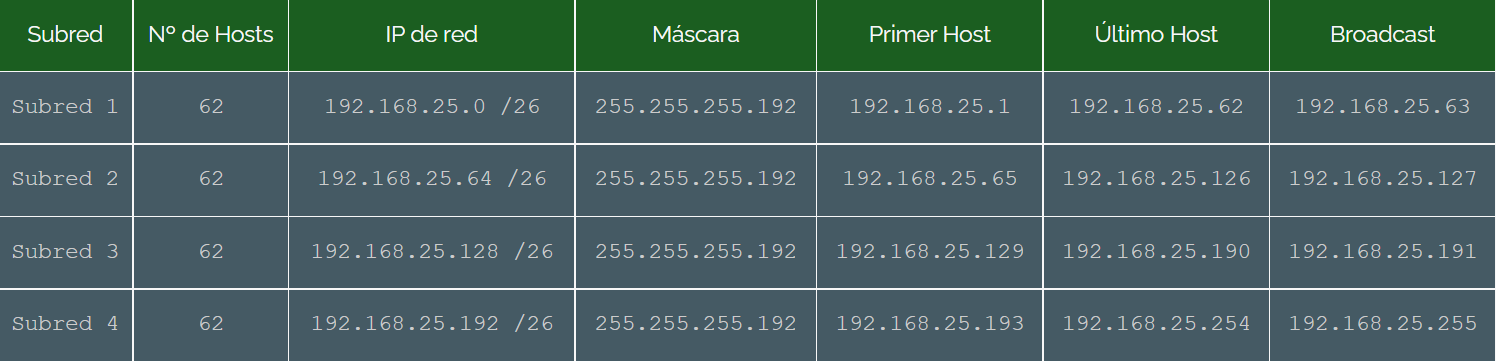 Subred Nº de Hosts IP de red Máscara Primer Host Último Host Broadcast
Subred 1 62 192.168.25.0 /26 255.255.255.192 192.168.25.1 192.168.25.62 192.168.25.63
Subred 2 62 192.168.25.64 /26 255.255.255.192 192.168.25.65 192.168.25.126 192.168.25.127
Subred 3 62 192.168.25.128 /26 255.255.255.192 192.168.25.129 192.168.25.190 192.168.25.191
Subred 4 62 192.168.25.192 /26 255.255.255.192 192.168.25.193 192.168.25.254 192.168.25.255